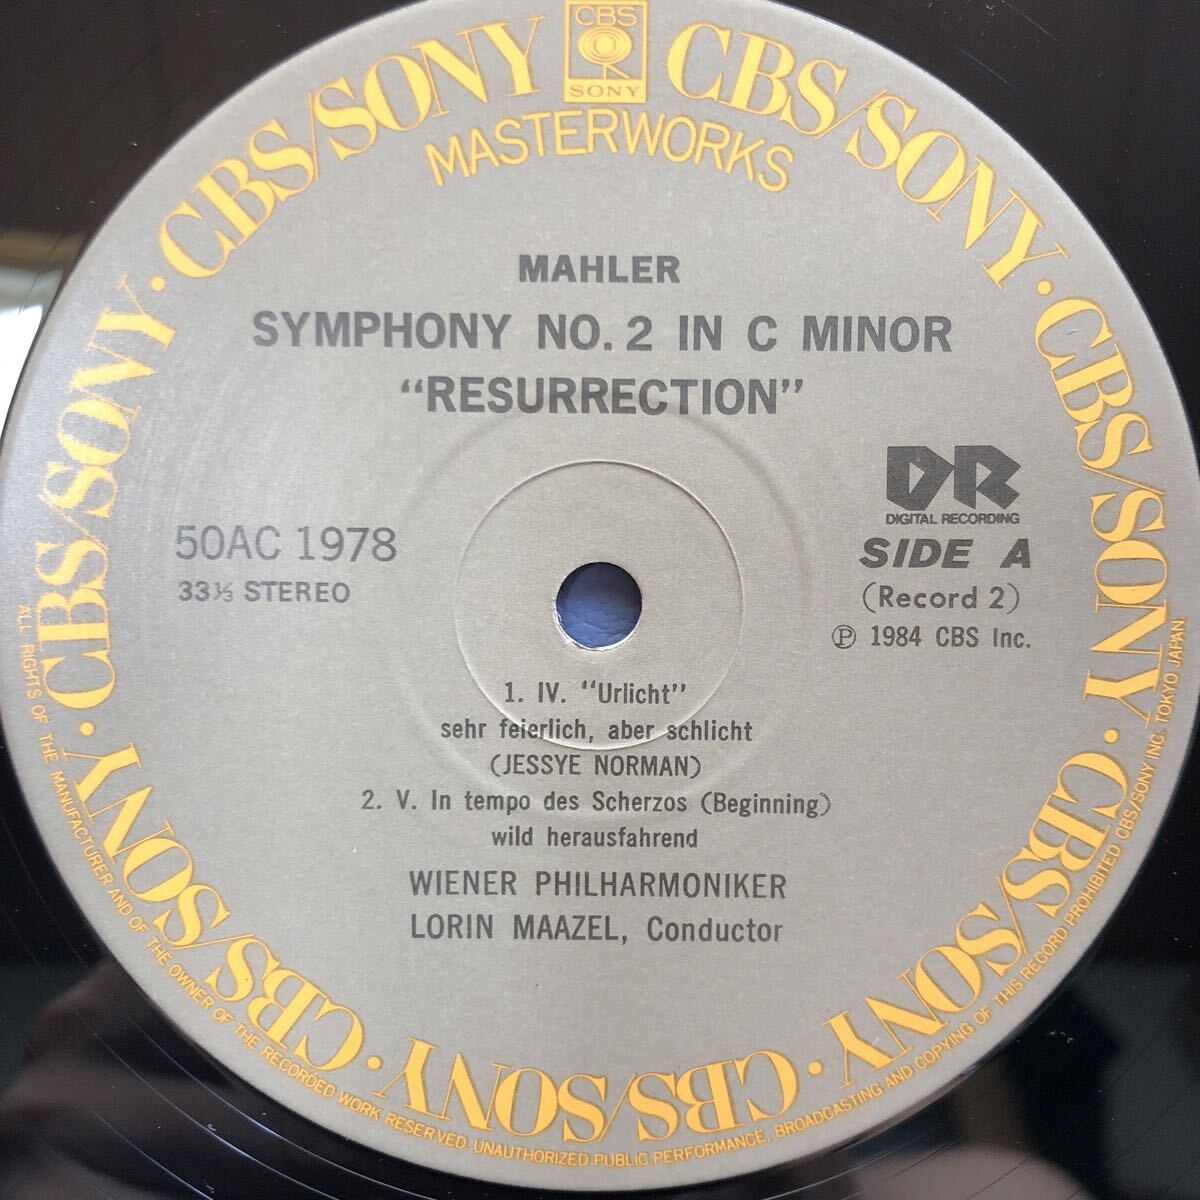 CBS
SONY
CBS/SONY · CBS/SONY · CBS/SONY · CBS/SONY · CBS/SONY · CBS/SONY · CBS/SONY · CBS/SONY · CBS/SONY
MASTERWORKS
MAHLER
SYMPHONY NO. 2 IN C MINOR
“RESURRECTION”
DR
DIGITAL RECORDING
50AC 1978
33⅓ STEREO
SIDE A
(Record 2)
Ⓟ 1984 CBS Inc.
1. IV. “Urlicht”
sehr feierlich, aber schlicht
(JESSYE NORMAN)
2. V. In tempo des Scherzos (Beginning)
wild herausfahrend
WIENER PHILHARMONIKER
LORIN MAAZEL, Conductor
ALL RIGHTS OF THE MANUFACTURER AND OF THE OWNER OF THE RECORDED WORK RESERVED. UNAUTHORIZED PUBLIC PERFORMANCE, BROADCASTING AND COPYING OF THIS RECORD PROHIBITED. CBS/SONY INC. TOKYO JAPAN.